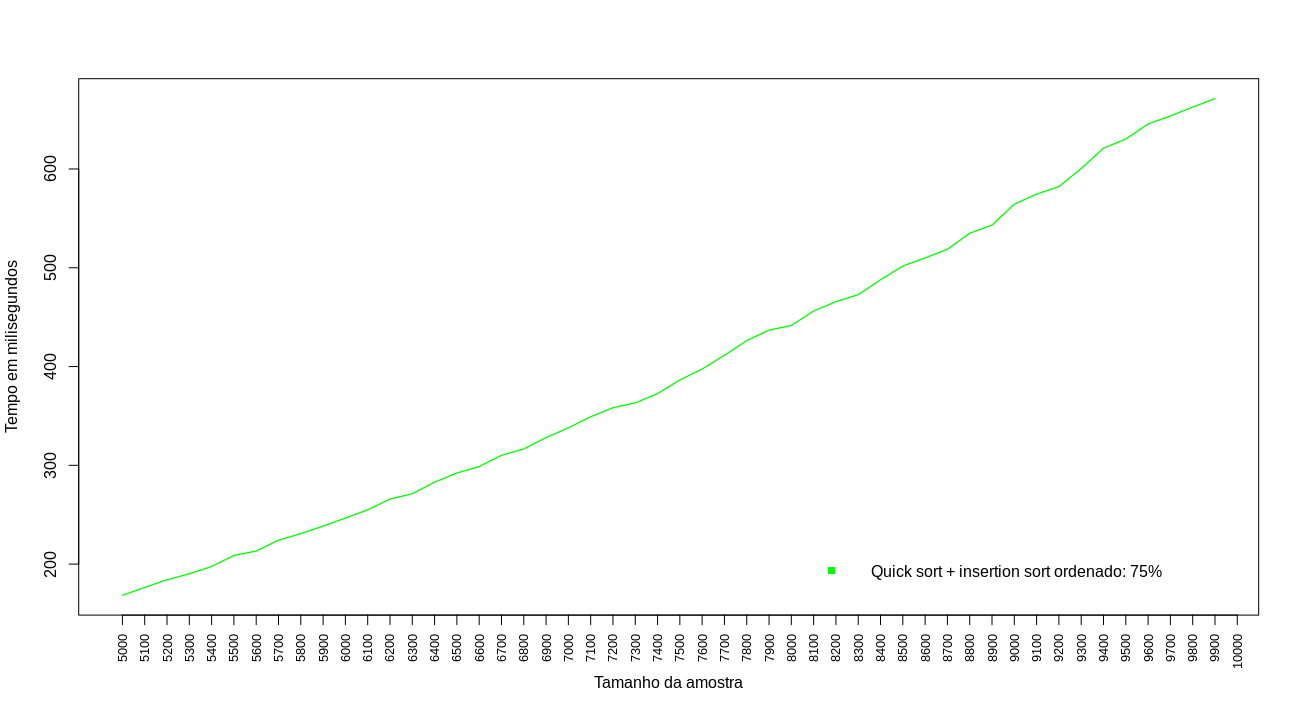 Tempo em milisegundos
600
500
400
300
200
Quick sort + insertion sort ordenado: 75%
5000 5100 5200 5300 5400 5500 5600 5700 5800 5900 6000 6100 6200 6300 6400 6500 6600 6700 6800 6900 7000 7100 7200 7300 7400 7500 7600 7700 7800 7900 8000 8100 8200 8300 8400 8500 8600 8700 8800 8900 9000 9100 9200 9300 9400 9500 9600 9700 9800 9900 10000
Tamanho da amostra